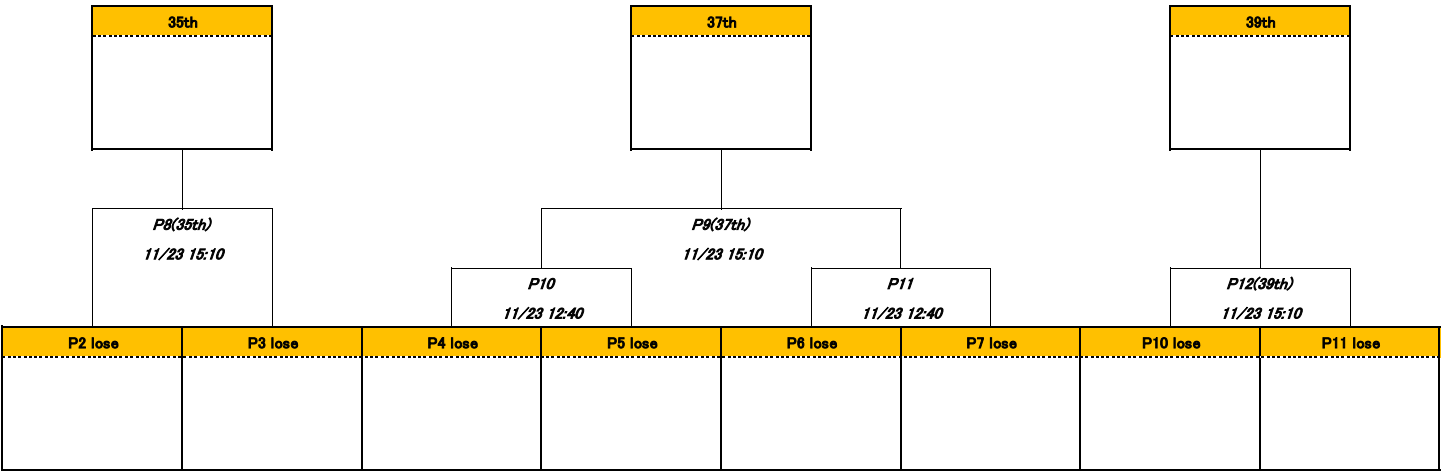 35th
37th
39th
P8(35th)
11/23 15:10
P9(37th)
11/23 15:10
P10
11/23 12:40
P11
11/23 12:40
P12(39th)
11/23 15:10
P2 lose
P3 lose
P4 lose
P5 lose
P6 lose
P7 lose
P10 lose
P11 lose